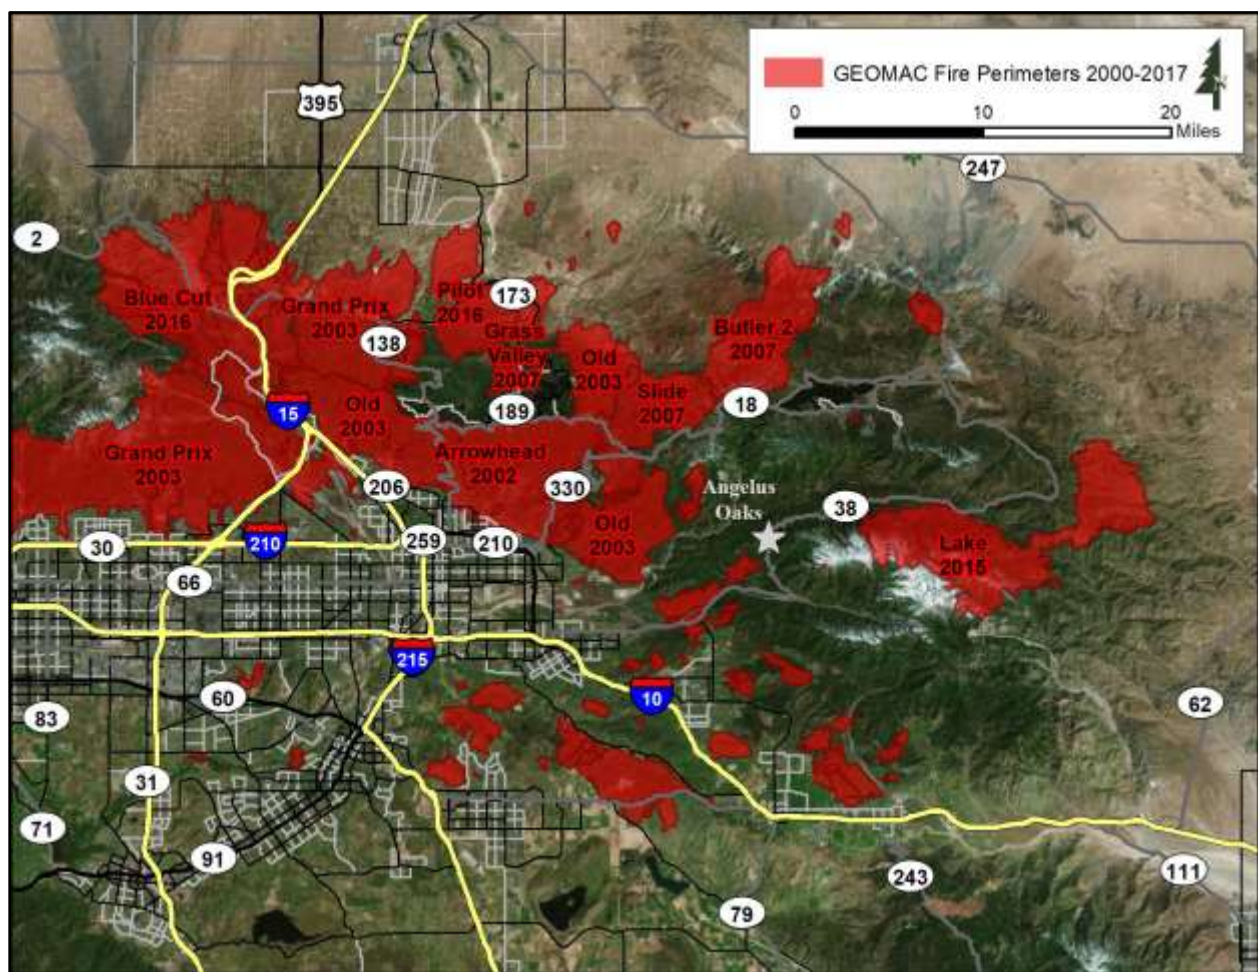 GEOMAC Fire Perimeters 2000-2017
N
0 10 20
Miles
395
247
2
Blue Cut
2016
Grand Prix
2003
138
Pilot
2016
173
Grass
Valley
2007
Old
2003
Butler 2
2007
Slide
2007
18
189
15
Old
2003
Grand Prix
2003
Arrowhead
2002
206
330
Angelus
Oaks
38
Old
2003
Lake
2015
30
210
259
210
66
215
10
60
83
62
31
71
91
243
111
79